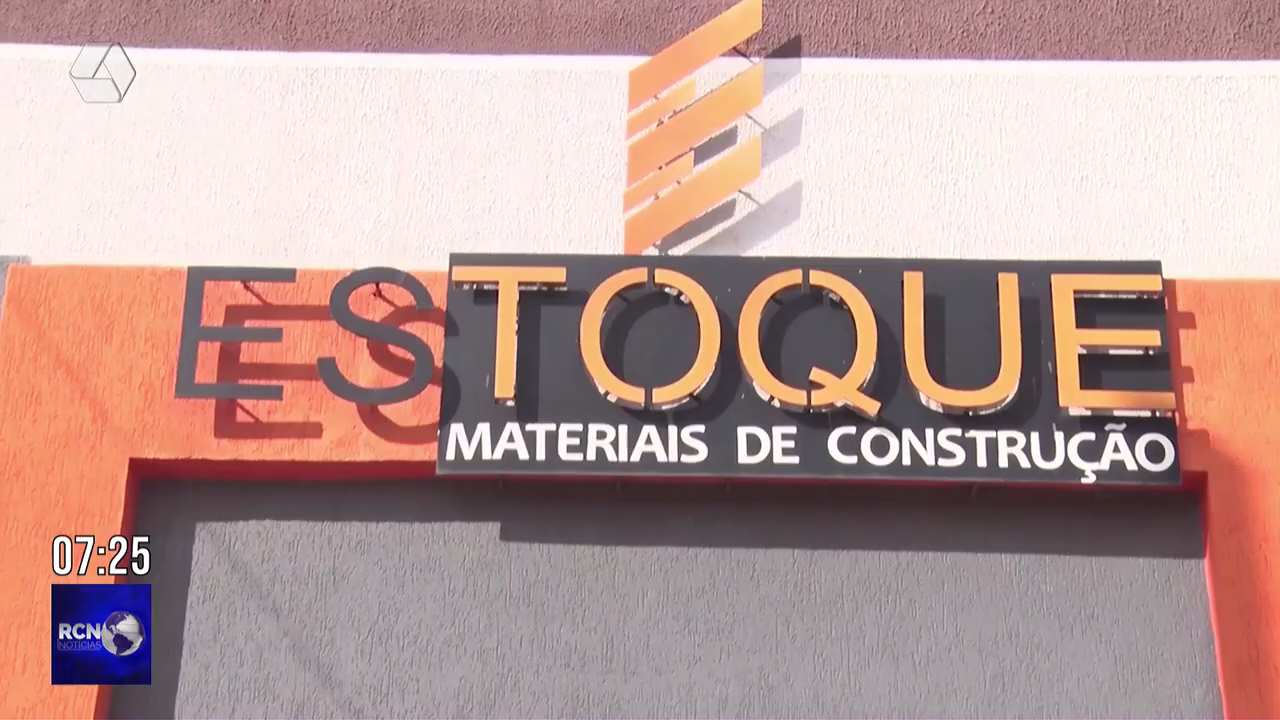 ESTOQUE
MATERIAIS DE CONSTRUÇÃO
07:25
RCN
NOTÍCIAS